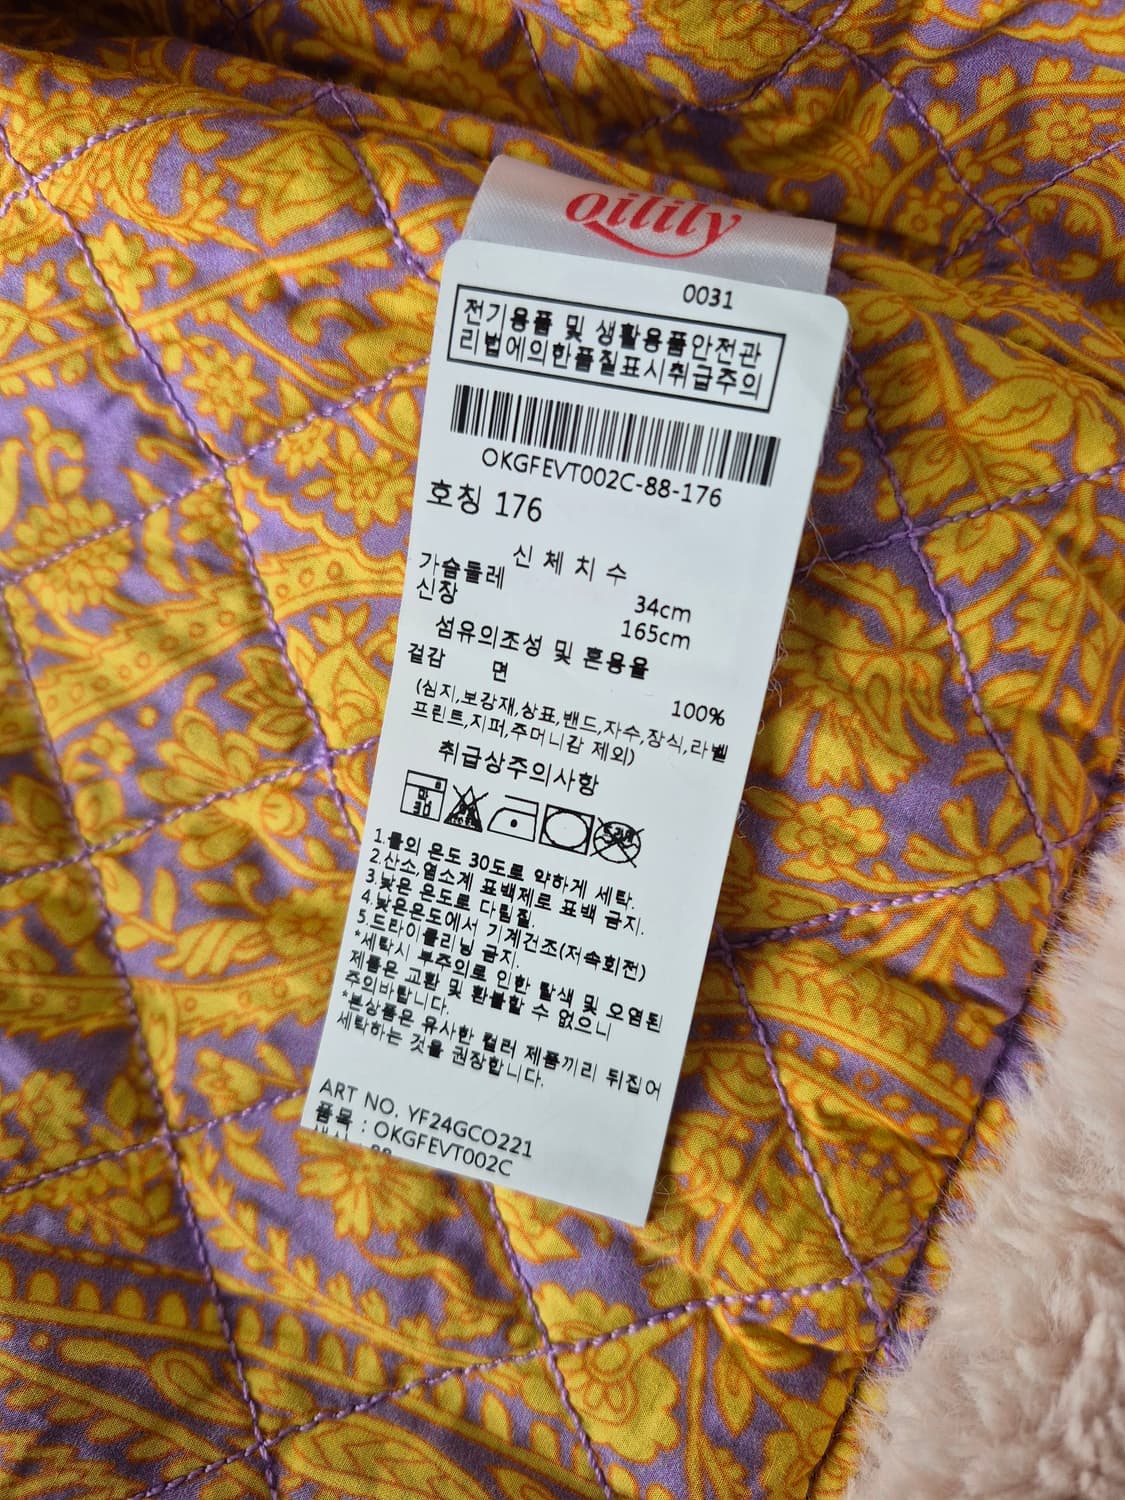 oilily
0031
전기용품 및 생활용품안전관
리법에의한품질표시취급주의
OKGFEVT002C-88-176
호칭 176
신 체 치 수
가슴둘레 34cm
신장 165cm
섬유의조성 및 혼용율
겉감 면 100%
(심지,보강재,상표,밴드,자수,장식,라벨
프린트,지퍼,주머니감 제외)
취급상주의사항
1.물의 온도 30도로 약하게 세탁.
2.산소,염소계 표백제로 표백 금지.
3.낮은 온도로 다림질.
4.낮은온도에서 기계건조(저속회전)
5.드라이클리닝 금지.
*세탁시 부주의로 인한 탈색 및 오염된
제품은 교환 및 환불할 수 없으니
주의바랍니다.
*본상품은 유사한 컬러 제품끼리 뒤집어
세탁하는 것을 권장합니다.
ART NO. YF24GCO221
품목 : OKGFEVT002C